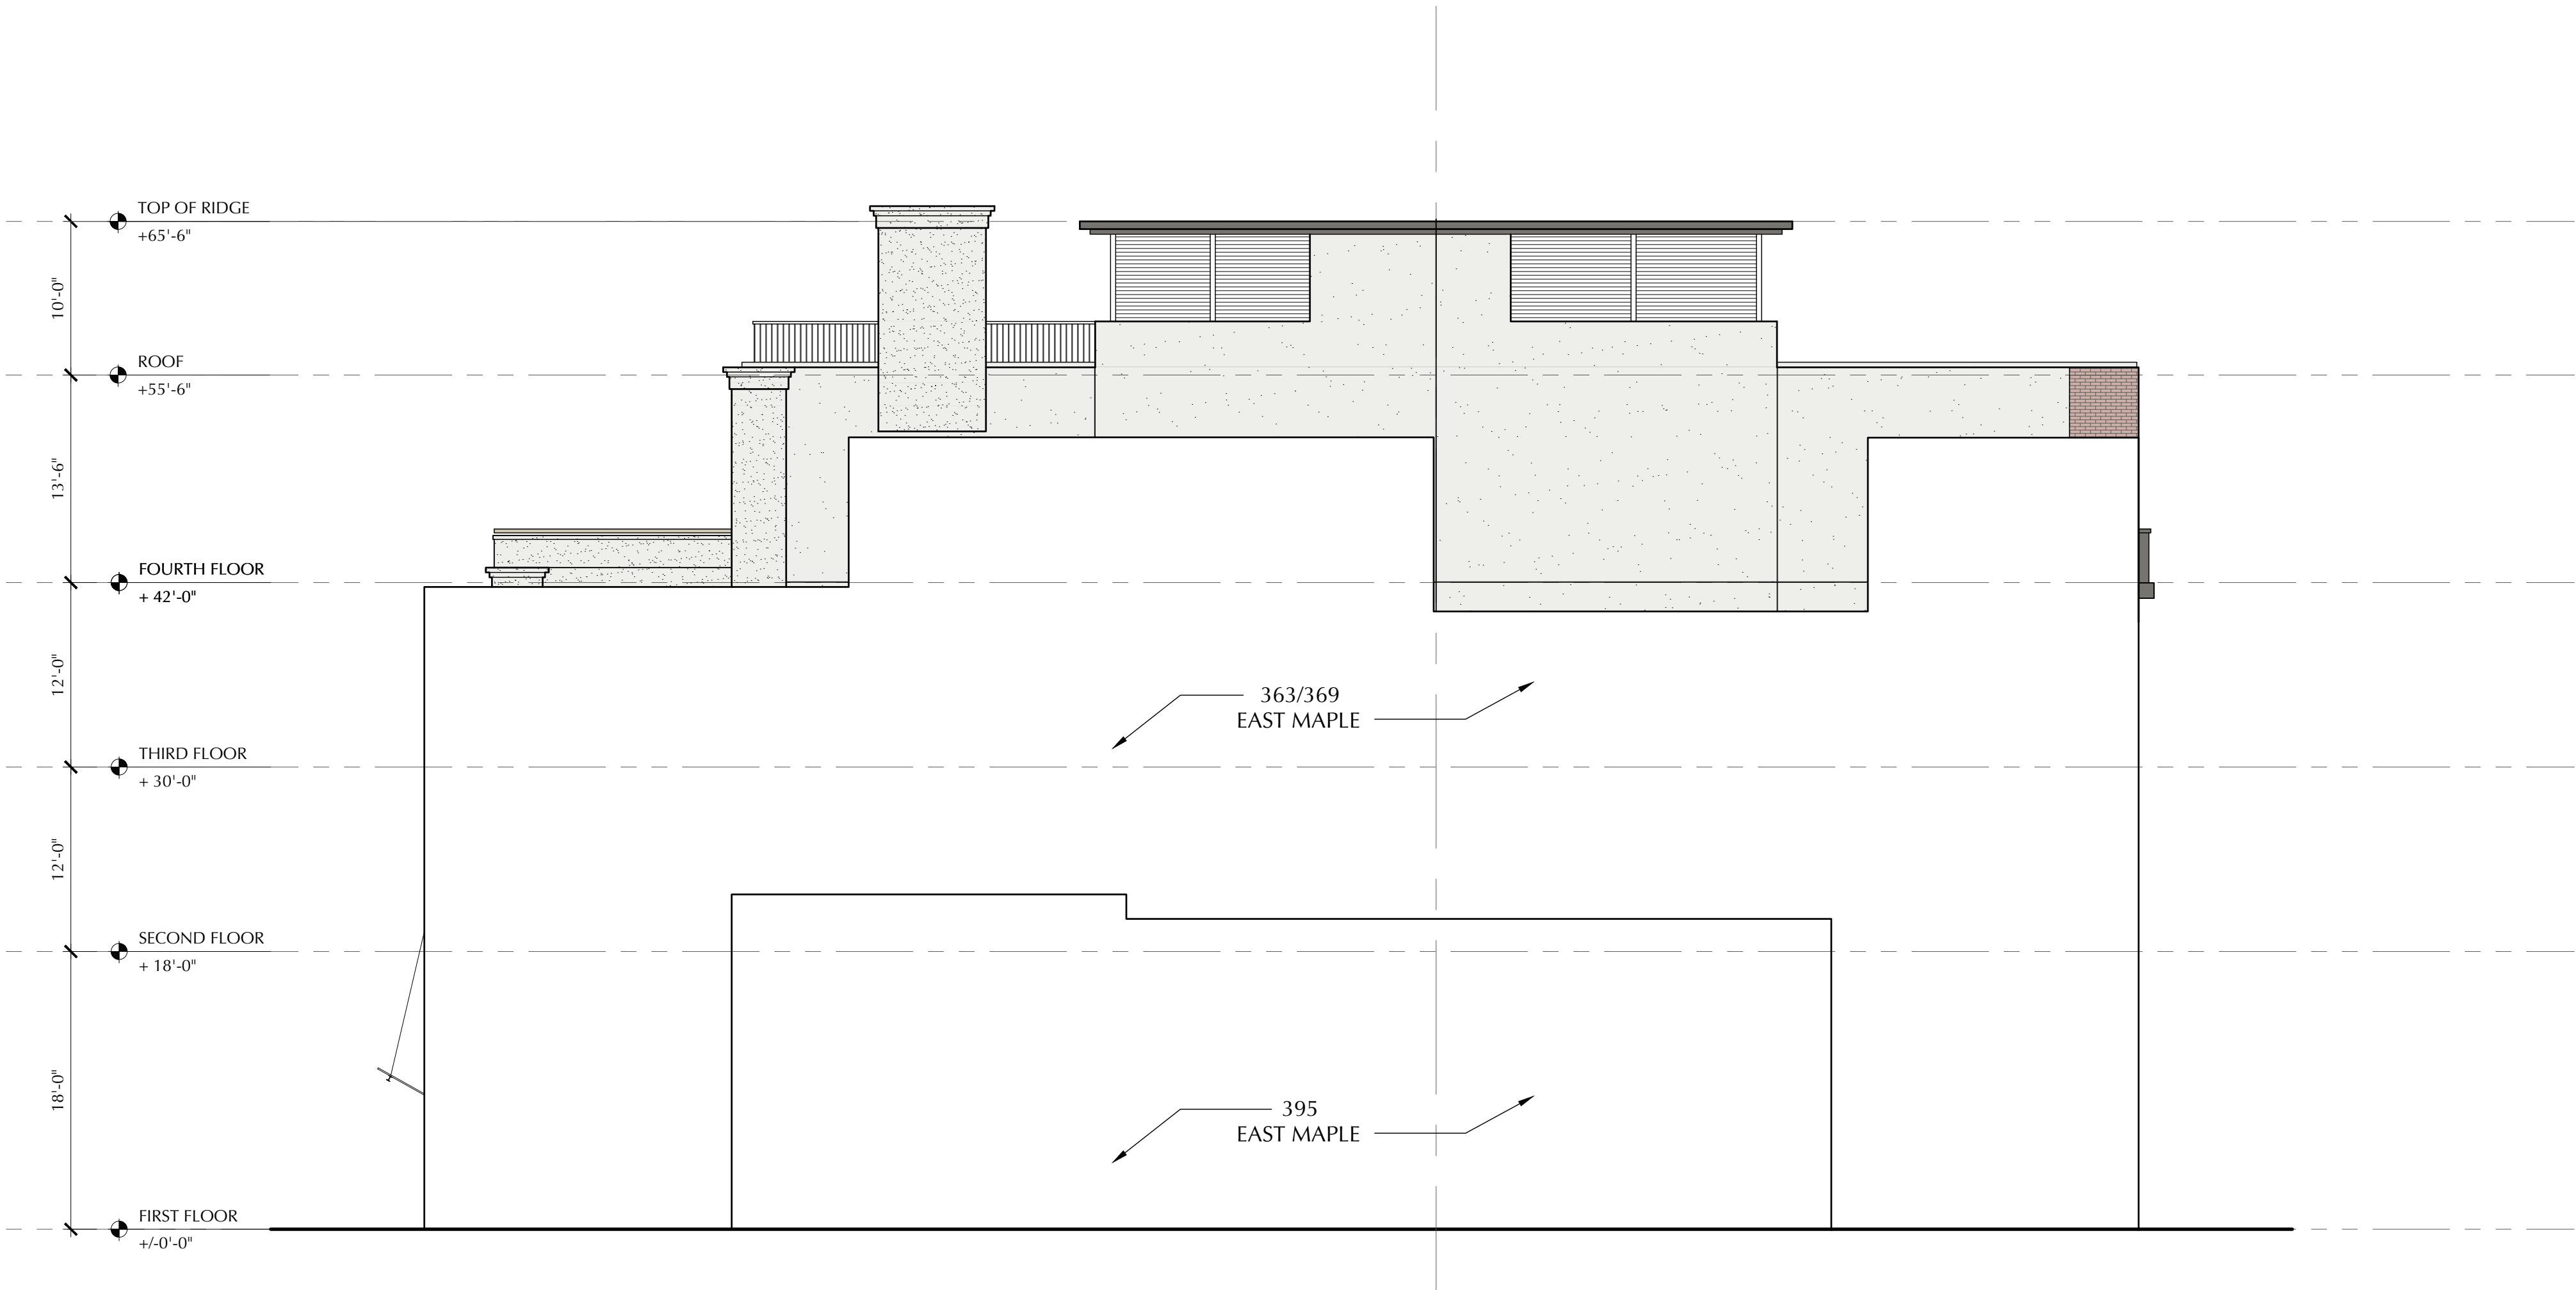 TOP OF RIDGE
+65'-6"
10'-0"
ROOF
+55'-6"
13'-6"
FOURTH FLOOR
+ 42'-0"
12'-0"
363/369
EAST MAPLE
THIRD FLOOR
+ 30'-0"
12'-0"
SECOND FLOOR
+ 18'-0"
18'-0"
395
EAST MAPLE
FIRST FLOOR
+/-0'-0"